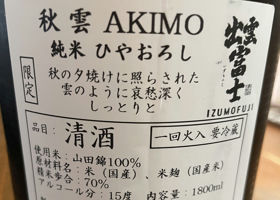 秋雲 AKIMO
純米 ひやおろし
限定
秋の夕焼けに照らされた
雲のように哀愁深く
しっとりと
出雲富士
IZUMOFUJI
品目：清酒
一回火入 要冷蔵
使用米：山田錦100%
原材料：米（国産）、米麹（国産米）
精米歩合：70%
アルコール分：15度 内容量：1800ml